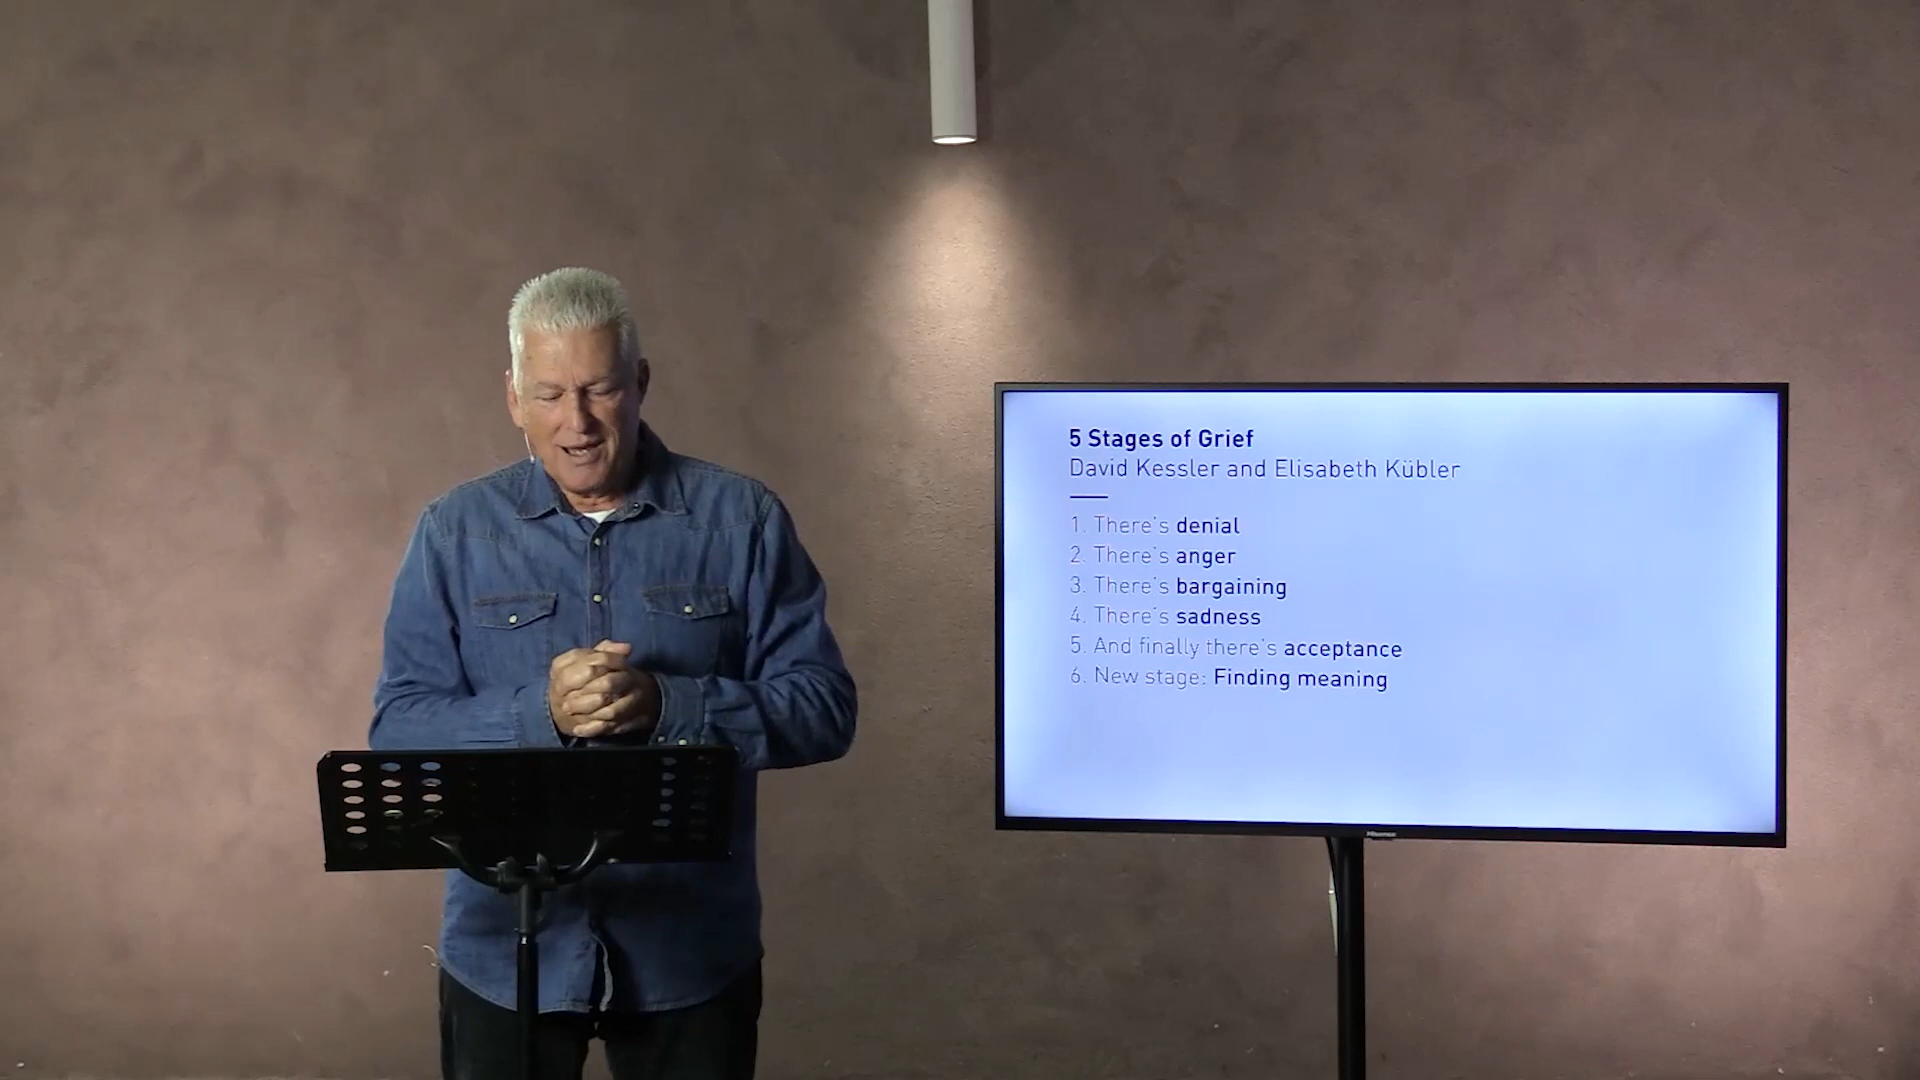 5 Stages of Grief
David Kessler and Elisabeth Kübler
1. There's denial
2. There's anger
3. There's bargaining
4. There's sadness
5. And finally there's acceptance
6. New stage: Finding meaning
Hisense